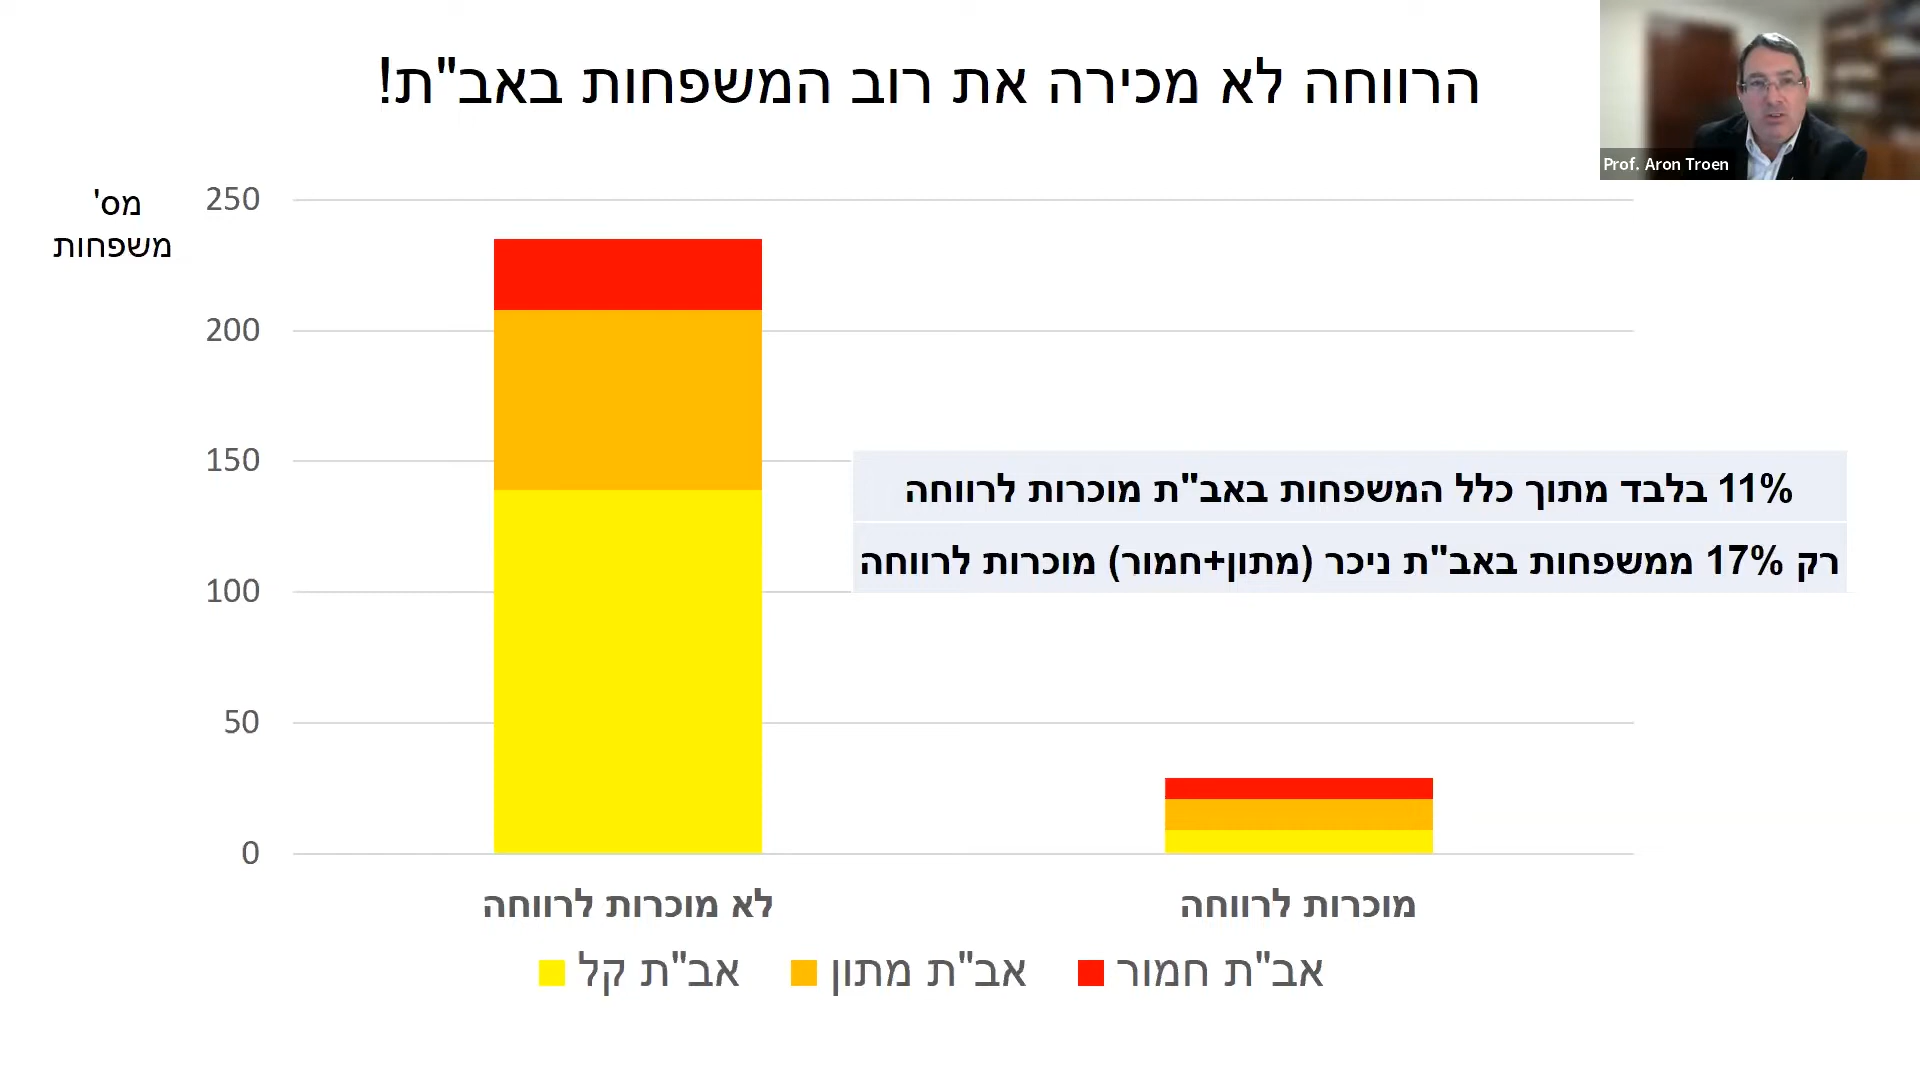 הרווחה לא מכירה את רוב המשפחות באב"ת!
Prof. Aron Troen
מס'
משפחות
250
200
150
100
50
0
11% בלבד מתוך כלל המשפחות באב"ת מוכרות לרווחה
רק 17% ממשפחות באב"ת ניכר (מתון+חמור) מוכרות לרווחה
לא מוכרות לרווחה
מוכרות לרווחה
אב"ת קל
אב"ת מתון
אב"ת חמור